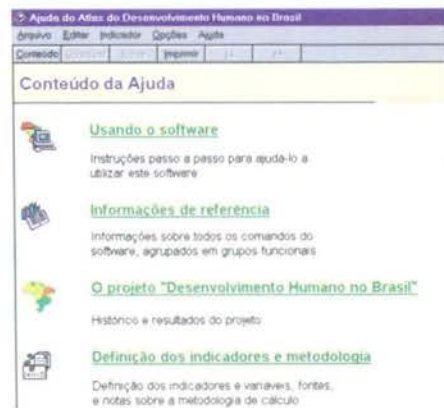 Ajuda do Atlas do Desenvolvimento Humano no Brasil
Arquivo Editar Indicador Opções Ajuda
Conteúdo Imprimir
Conteúdo da Ajuda
Usando o software
Instruções passo a passo para ajudá-lo a
utilizar este software
Informações de referência
Informações sobre todos os comandos do
software, agrupados em grupos funcionais
O projeto "Desenvolvimento Humano no Brasil"
Histórico e resultados do projeto
Definição dos indicadores e metodologia
Definição dos indicadores e variáveis, fontes,
e notas sobre a metodologia de cálculo